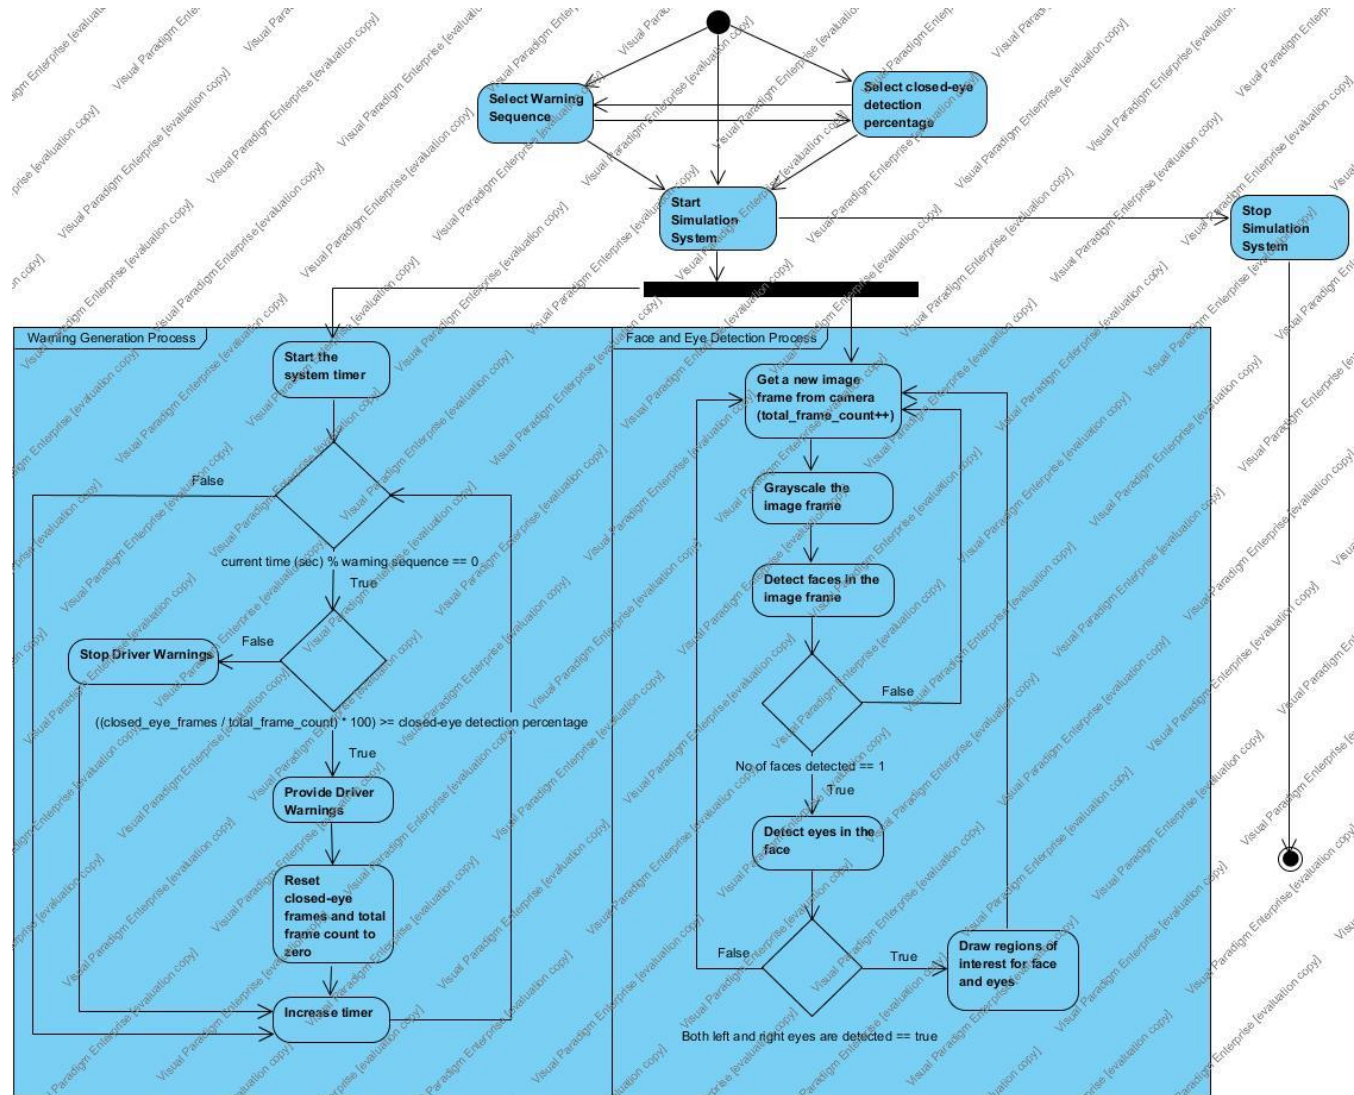 Select Warning
Sequence
Select closed-eye
detection
percentage
Start
Simulation
System
Stop
Simulation
System
Warning Generation Process
Start the
system timer
False
current time (sec) % warning sequence == 0
True
False
Stop Driver Warnings
((closed_eye_frames / total_frame_count) * 100) >= closed-eye detection percentage
True
Provide Driver
Warnings
Reset
closed-eye
frames and total
frame count to
zero
Increase timer
Face and Eye Detection Process
Get a new image
frame from camera
(total_frame_count++)
Grayscale the
image frame
Detect faces in the
image frame
False
No of faces detected == 1
True
Detect eyes in the
face
False
True
Draw regions of
interest for face
and eyes
Both left and right eyes are detected == true
Visual Paradigm Enterprise [evaluation copy]